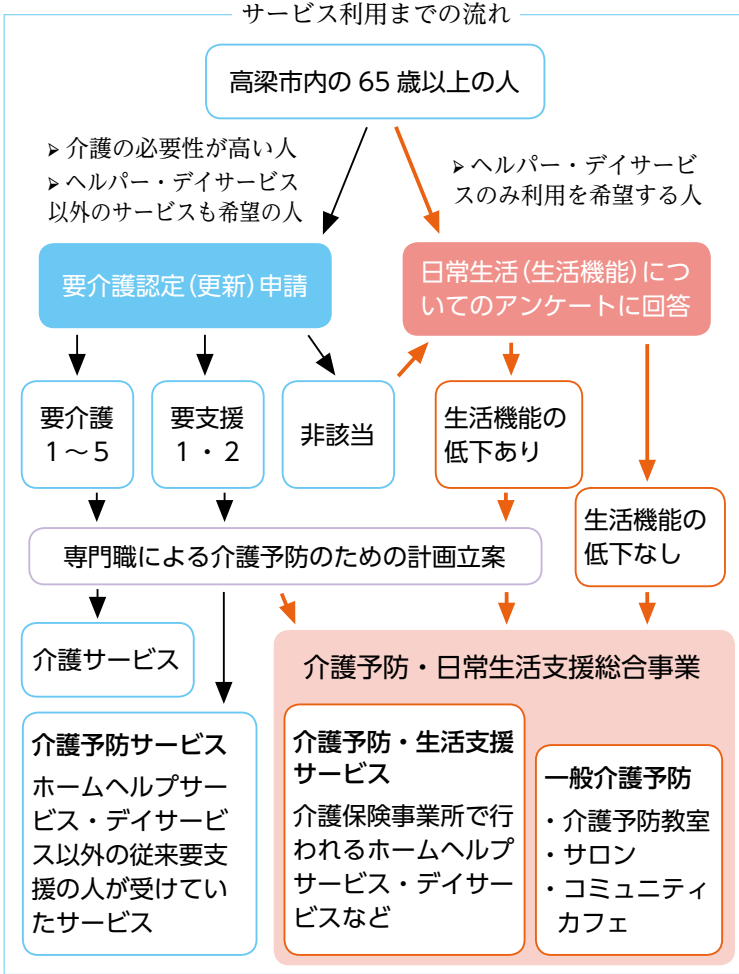 サービス利用までの流れ
高梁市内の 65 歳以上の人
➢ 介護の必要性が高い人
➢ ヘルパー・デイサービス
以外のサービスも希望の人
➢ ヘルパー・デイサービ
スのみ利用を希望する人
要介護認定(更新)申請
日常生活(生活機能)につ
いてのアンケートに回答
要介護
1～5
要支援
1・2
非該当
生活機能の
低下あり
生活機能の
低下なし
専門職による介護予防のための計画立案
介護サービス
介護予防・日常生活支援総合事業
介護予防サービス
ホームヘルプサー
ビス・デイサービ
ス以外の従来要支
援の人が受けてい
たサービス
介護予防・生活支援
サービス
介護保険事業所で行
われるホームヘルプ
サービス・デイサー
ビスなど
一般介護予防
・介護予防教室
・サロン
・コミュニティ
カフェ